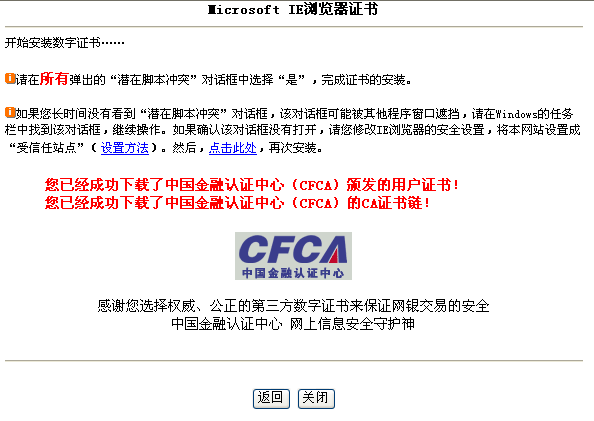 Microsoft IE浏览器证书
开始安装数字证书……
请在所有弹出的“潜在脚本冲突”对话框中选择“是”，完成证书的安装。
如果您长时间没有看到“潜在脚本冲突”对话框，该对话框可能被其他程序窗口遮挡，请在Windows的任务
栏中找到该对话框，继续操作。如果确认该对话框没有打开，请您修改IE浏览器的安全设置，将本网站设置成
“受信任站点”（设置方法）。然后，点击此处，再次安装。
您已经成功下载了中国金融认证中心（CFCA）颁发的用户证书！
您已经成功下载了中国金融认证中心（CFCA）的CA证书链！
CFCA
中国金融认证中心
感谢您选择权威、公正的第三方数字证书来保证网银交易的安全
中国金融认证中心 网上信息安全守护神
返回 关闭